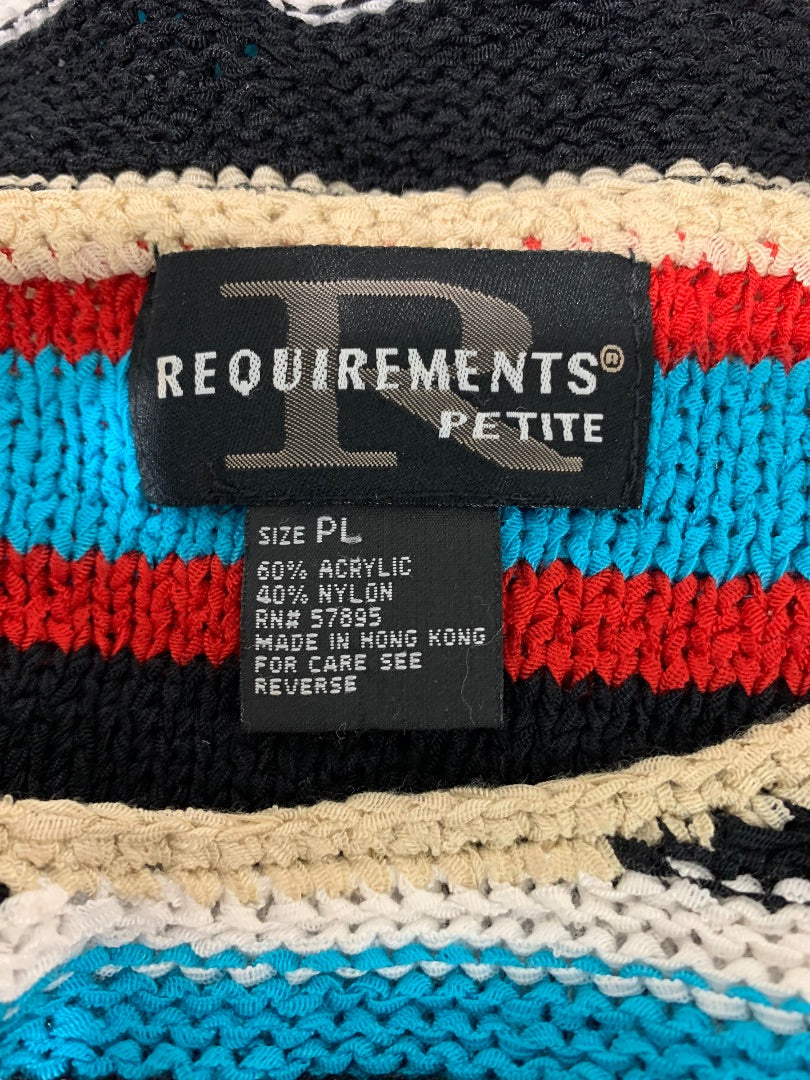 R
REQUIREMENTS®
PETITE
SIZE PL
60% ACRYLIC
40% NYLON
RN# 57895
MADE IN HONG KONG
FOR CARE SEE
REVERSE